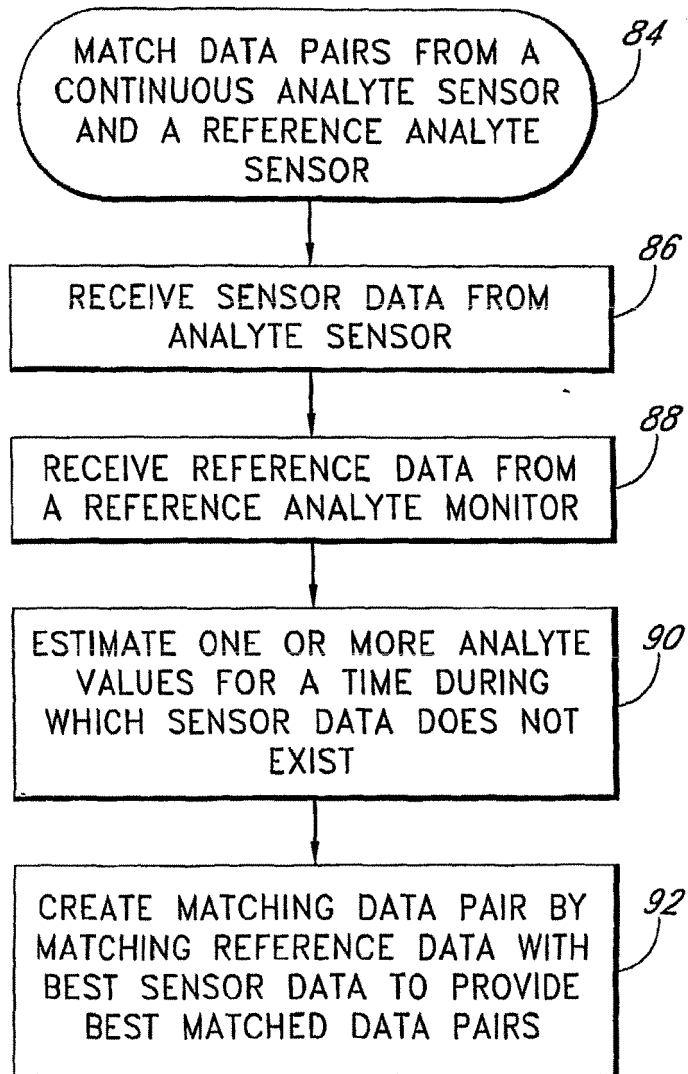 MATCH DATA PAIRS FROM A
CONTINUOUS ANALYTE SENSOR
AND A REFERENCE ANALYTE
SENSOR
84
RECEIVE SENSOR DATA FROM
ANALYTE SENSOR
86
RECEIVE REFERENCE DATA FROM
A REFERENCE ANALYTE MONITOR
88
ESTIMATE ONE OR MORE ANALYTE
VALUES FOR A TIME DURING
WHICH SENSOR DATA DOES NOT
EXIST
90
CREATE MATCHING DATA PAIR BY
MATCHING REFERENCE DATA WITH
BEST SENSOR DATA TO PROVIDE
BEST MATCHED DATA PAIRS
92